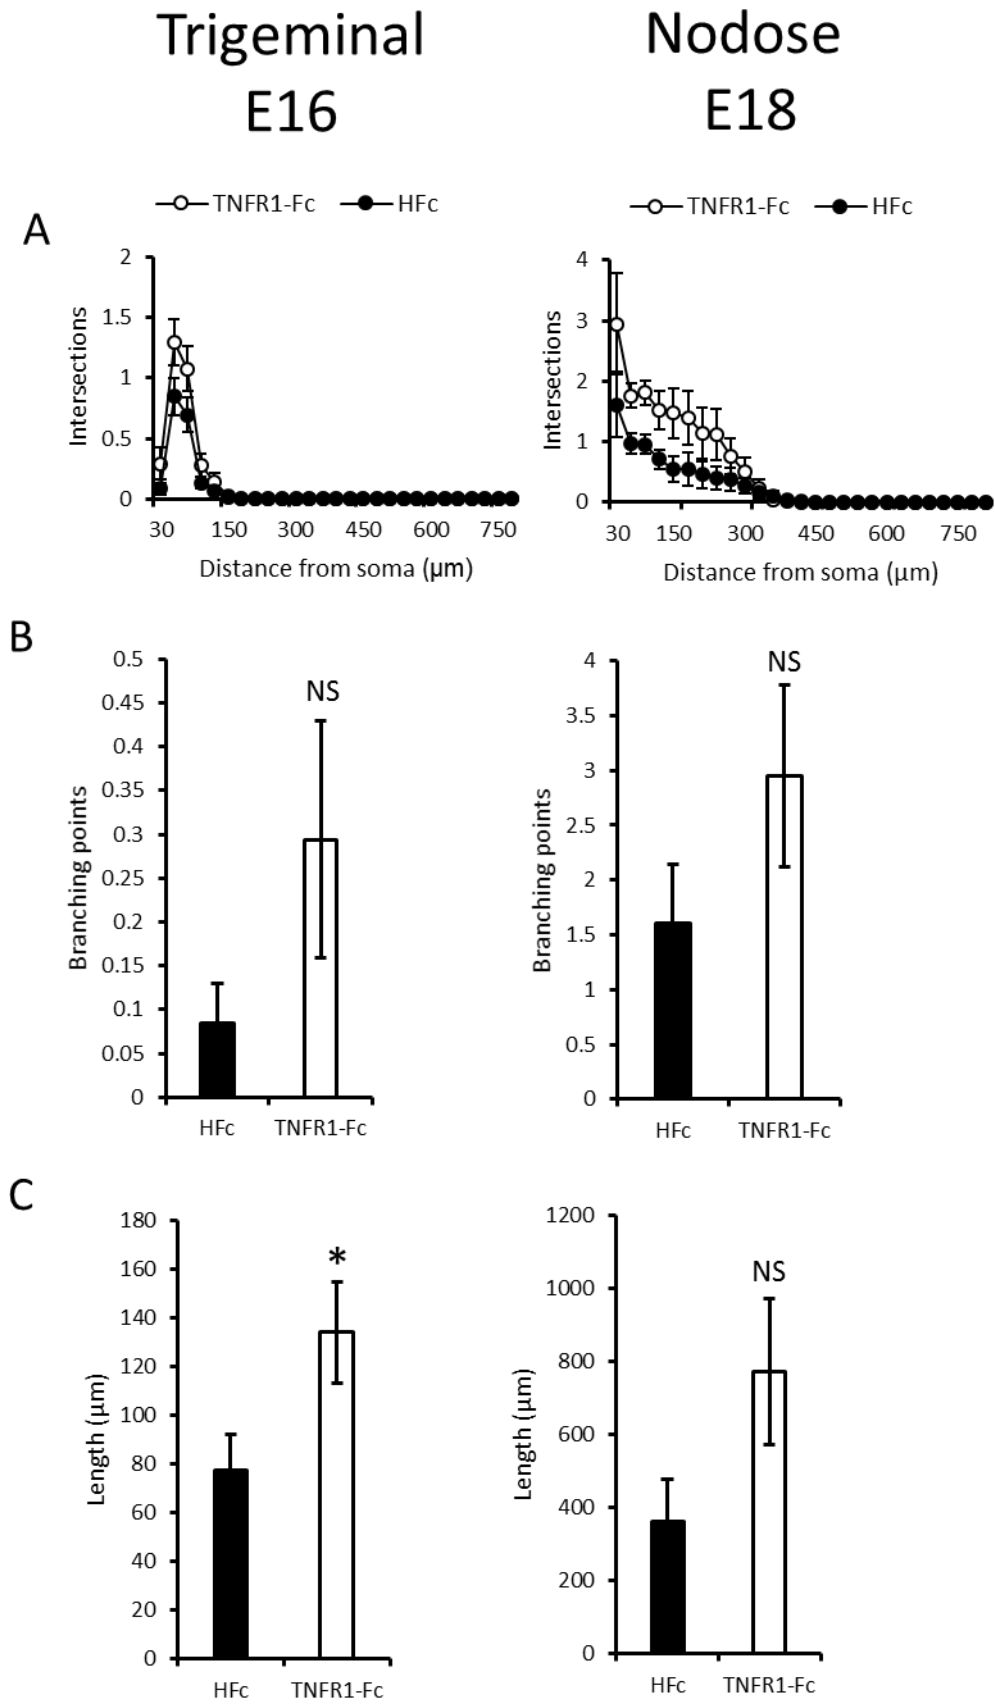 Trigeminal
E16
Nodose
E18
A
TNFR1-Fc HFc
2
1.5
1
0.5
0
Intersections
30 150 300 450 600 750
Distance from soma (μm)
TNFR1-Fc HFc
4
3
2
1
0
Intersections
30 150 300 450 600 750
Distance from soma (μm)
B
0.5
0.45
0.4
0.35
0.3
0.25
0.2
0.15
0.1
0.05
0
Branching points
NS
HFc TNFR1-Fc
4
3.5
3
2.5
2
1.5
1
0.5
0
Branching points
NS
HFc TNFR1-Fc
C
180
160
140
120
100
80
60
40
20
0
Length (μm)
*
HFc TNFR1-Fc
1200
1000
800
600
400
200
0
Length (μm)
NS
HFc TNFR1-Fc